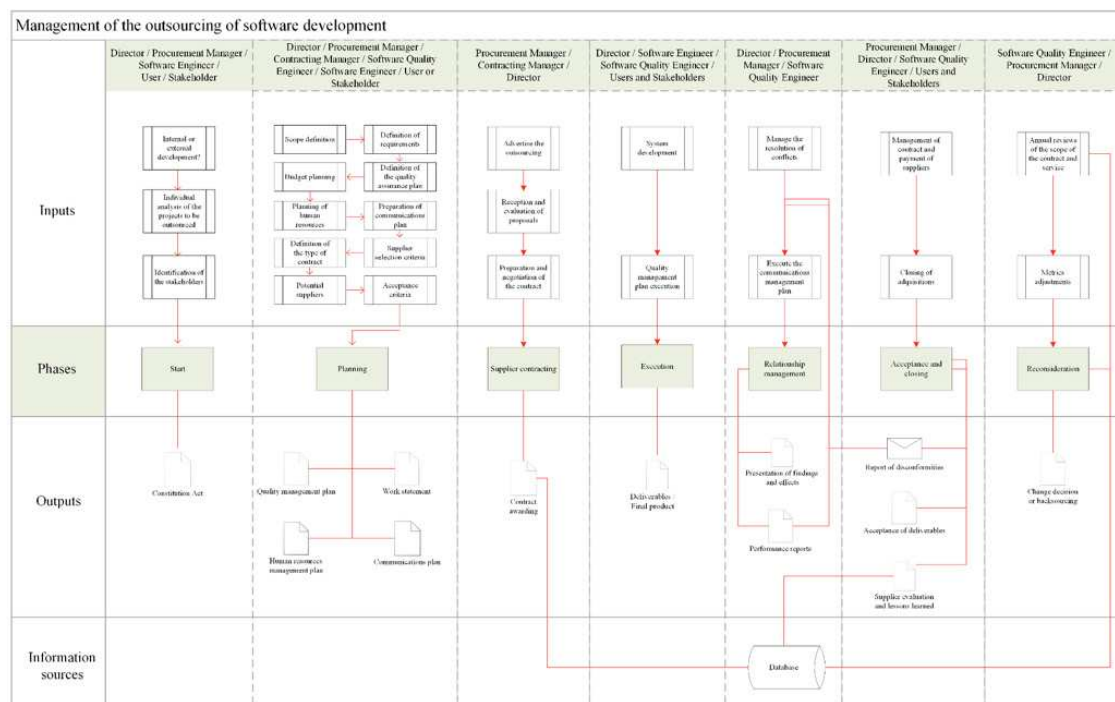 Management of the outsourcing of software development
Director / Procurement Manager /
Software Engineer /
User / Stakeholder
Director / Procurement Manager /
Contracting Manager / Software Quality
Engineer / Software Engineer / User or
Stakeholder
Procurement Manager /
Contracting Manager /
Director
Director / Software Engineer /
Software Quality Engineer /
Users and Stakeholders
Director / Procurement
Manager / Software
Quality Engineer
Procurement Manager /
Director / Software Quality
Engineer / Users and
Stakeholders
Software Quality Engineer /
Procurement Manager /
Director
Inputs
Internal or
external
development?
Individual
analysis of the
projects to be
outsourced
Identification of
the stakeholders
Scope definition
Definition of
requirements
Budget planning
Definition of
the quality
assurance plan
Planning of
human
resources
Preparation of
communications
plan
Definition of
the type of
contract
Supplier
selection criteria
Potential
suppliers
Acceptance
criteria
Advertise the
outsourcing
Reception and
evaluation of
proposals
Preparation and
negotiation of
the contract
System
development
Quality
management
plan execution
Manage the
resolution of
conflicts
Execute the
communications
management
plan
Management of
contract and
payment of
suppliers
Closing of
adquisitions
Annual reviews
of the scope of
the contract and
service
Metrics
adjustments
Phases
Start
Planning
Supplier contracting
Execution
Relationship
management
Acceptance and
closing
Reconsideration
Outputs
Constitution Act
Quality management plan
Work statement
Human resources
management plan
Communications plan
Contract
awarding
Deliverables /
Final product
Presentation of findings
and effects
Performance reports
Report of disconformities
Acceptance of deliverables
Supplier evaluation
and lessons learned
Change decision
or backsourcing
Information
sources
Database